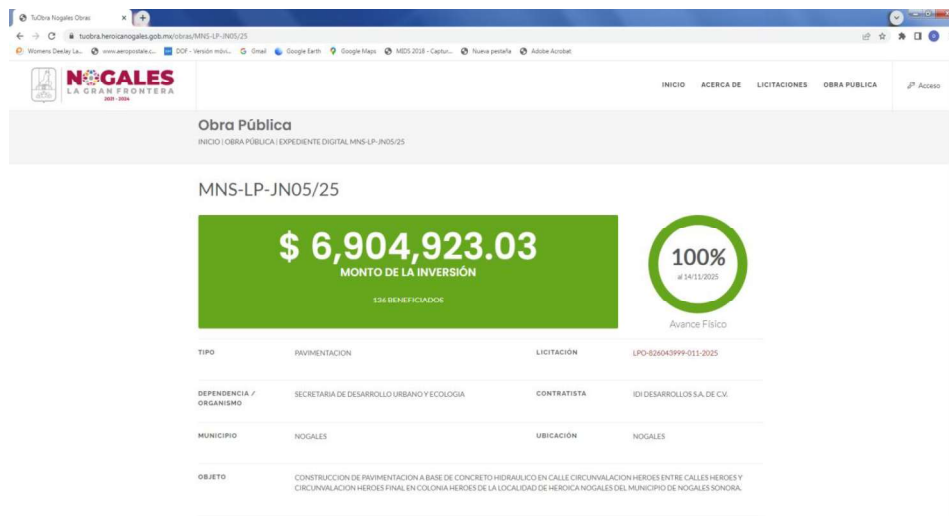 TuObra Nogales Obras
tuobra.heroicanogales.gob.mx/obras/MNS-LP-JN05/25
Womens DeeJay La... www.aeropostale.c... DOF - Versión móvi... Gmail Google Earth Google Maps MIDS 2018 - Captur... Nueva pestaña Adobe Acrobat
NOGALES
LA GRAN FRONTERA
2021 - 2024
INICIO ACERCA DE LICITACIONES OBRA PUBLICA Acceso
Obra Pública
INICIO | OBRA PÚBLICA | EXPEDIENTE DIGITAL MNS-LP-JN05/25
MNS-LP-JN05/25
$ 6,904,923.03
MONTO DE LA INVERSIÓN
136 BENEFICIADOS
100%
al 14/11/2025
Avance Físico
TIPO PAVIMENTACION LICITACIÓN LPO-826043999-011-2025
DEPENDENCIA / ORGANISMO SECRETARIA DE DESARROLLO URBANO Y ECOLOGIA CONTRATISTA IDI DESARROLLOS S.A. DE C.V.
MUNICIPIO NOGALES UBICACIÓN NOGALES
OBJETO CONSTRUCCION DE PAVIMENTACION A BASE DE CONCRETO HIDRAULICO EN CALLE CIRCUNVALACION HEROES ENTRE CALLES HEROES Y
CIRCUNVALACION HEROES FINAL EN COLONIA HEROES DE LA LOCALIDAD DE HEROICA NOGALES DEL MUNICIPIO DE NOGALES SONORA.